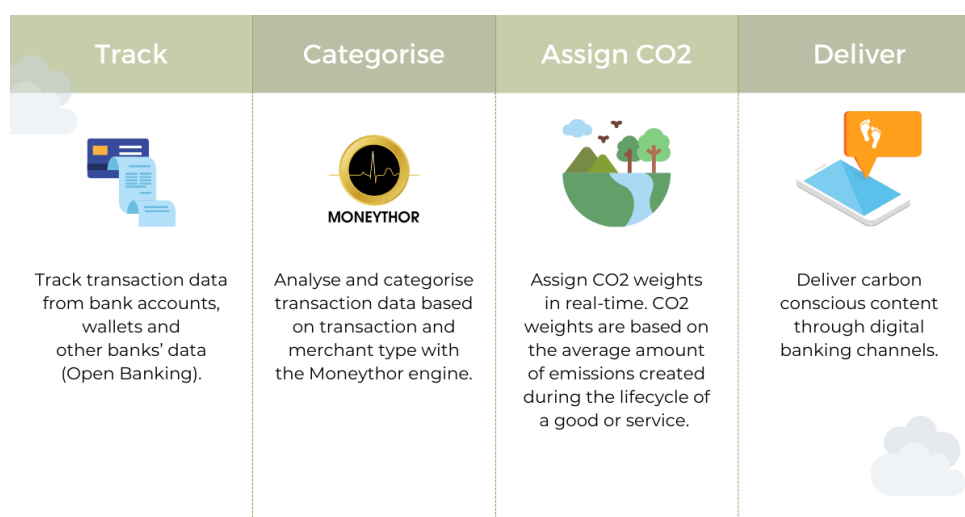 Track
Categorise
Assign CO2
Deliver
MONEYTHOR
Track transaction data
from bank accounts,
wallets and
other banks’ data
(Open Banking).
Analyse and categorise
transaction data based
on transaction and
merchant type with
the Moneythor engine.
Assign CO2 weights
in real-time. CO2
weights are based on
the average amount
of emissions created
during the lifecycle of
a good or service.
Deliver carbon
conscious content
through digital
banking channels.